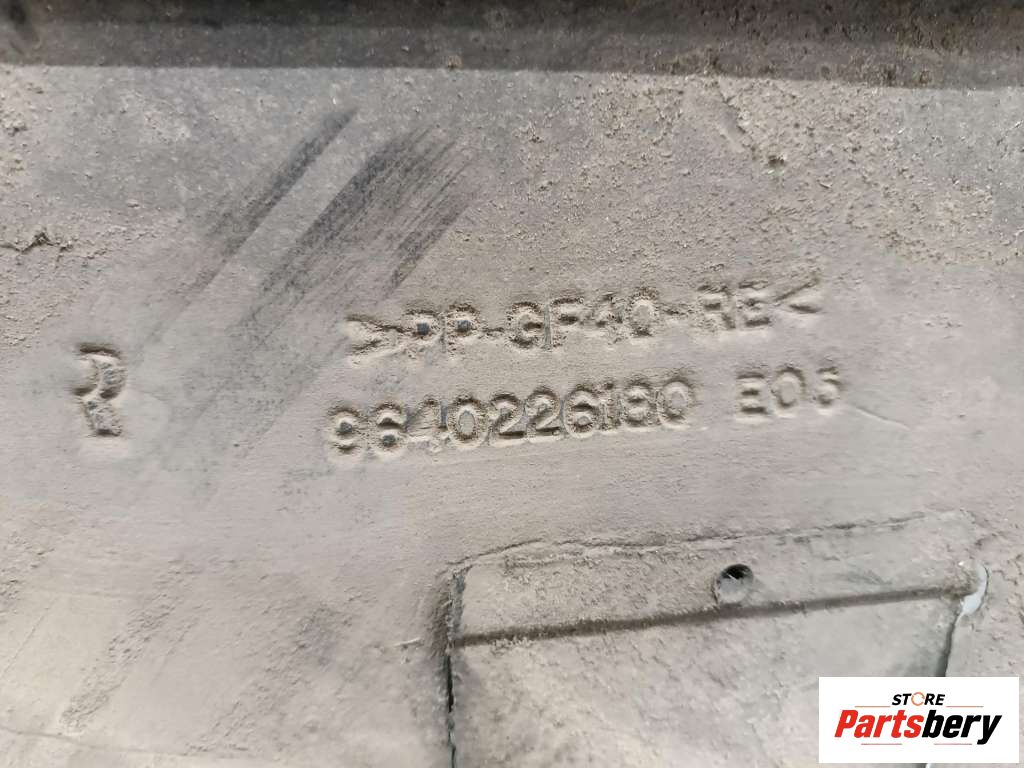 >PP-GF40-RE<
9640226180 E05
STORE
Partsbery